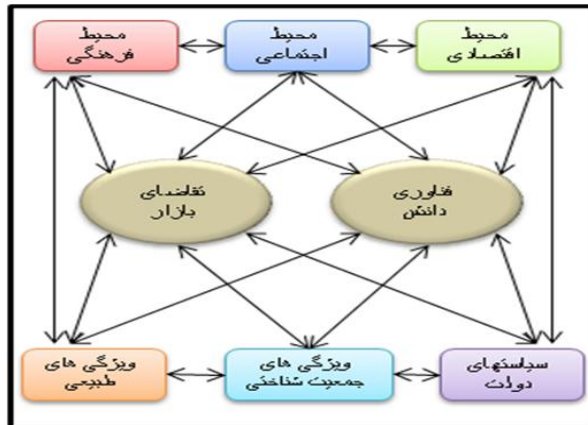 محیط
اقتصادی
محیط
اجتماعی
محیط
فرهنگی
فناوری
دانش
تقاضای
بازار
سیاستهای
دولت
ویژگی های
جمعیت شناختی
ویژگی های
طبیعی